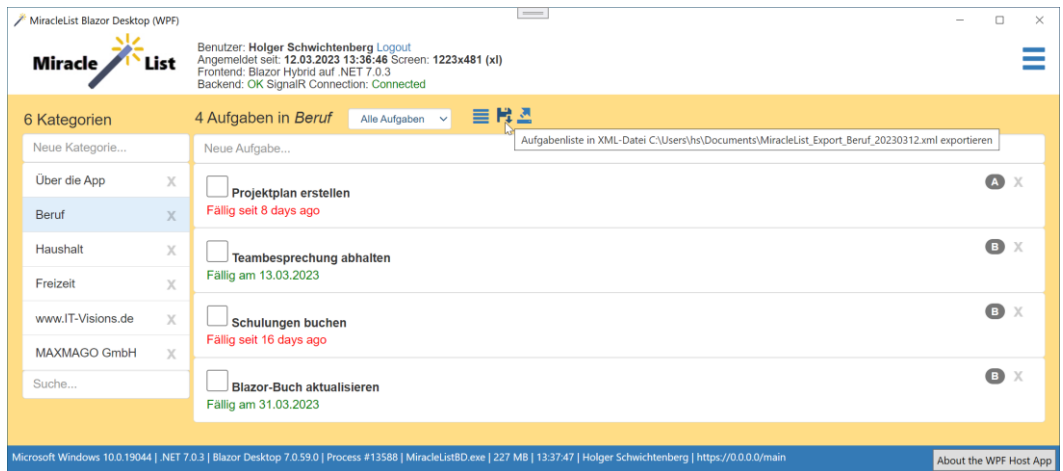 MiracleList Blazor Desktop (WPF)
Miracle List
Benutzer: Holger Schwichtenberg Logout
Angemeldet seit: 12.03.2023 13:36:46 Screen: 1223x481 (xl)
Frontend: Blazor Hybrid auf .NET 7.0.3
Backend: OK SignalR Connection: Connected
6 Kategorien
Neue Kategorie...
Über die App X
Beruf X
Haushalt X
Freizeit X
www.IT-Visions.de X
MAXMAGO GmbH X
Suche...
4 Aufgaben in Beruf Alle Aufgaben
Aufgabenliste in XML-Datei C:\Users\hs\Documents\MiracleList_Export_Beruf_20230312.xml exportieren
Neue Aufgabe...
Projektplan erstellen A X
Fällig seit 8 days ago
Teambesprechung abhalten B X
Fällig am 13.03.2023
Schulungen buchen B X
Fällig seit 16 days ago
Blazor-Buch aktualisieren B X
Fällig am 31.03.2023
Microsoft Windows 10.0.19044 | .NET 7.0.3 | Blazor Desktop 7.0.59.0 | Process #13588 | MiracleListBD.exe | 227 MB | 13:37:47 | Holger Schwichtenberg | https://0.0.0.0/main
About the WPF Host App